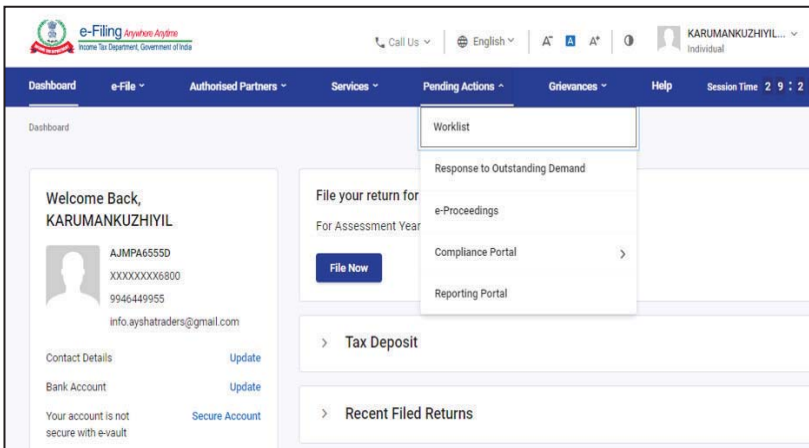 e-Filing Anywhere Anytime
Income Tax Department, Government of India
Call Us
English
A- A A+
KARUMANKUZHIYIL...
Individual
Dashboard e-File Authorised Partners Services Pending Actions Grievances Help Session Time 2 9 : 2
Dashboard
Worklist
Response to Outstanding Demand
e-Proceedings
Compliance Portal
Reporting Portal
Welcome Back,
KARUMANKUZHIYIL
AJMPA6555D
XXXXXXXX6800
9946449955
info.ayshatraders@gmail.com
Contact Details Update
Bank Account Update
Your account is not Secure Account
secure with e-vault
File your return for
For Assessment Year
File Now
Tax Deposit
Recent Filed Returns